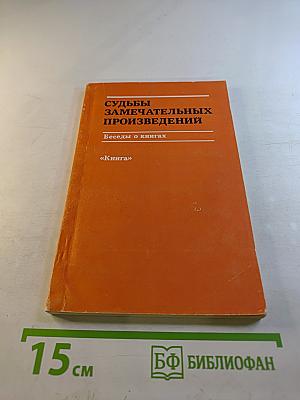 СУДЬБЫ
ЗАМЕЧАТЕЛЬНЫХ
ПРОИЗВЕДЕНИЙ
Беседы о книгах
«Книга»
15 см
БФ БИБЛИОФАН